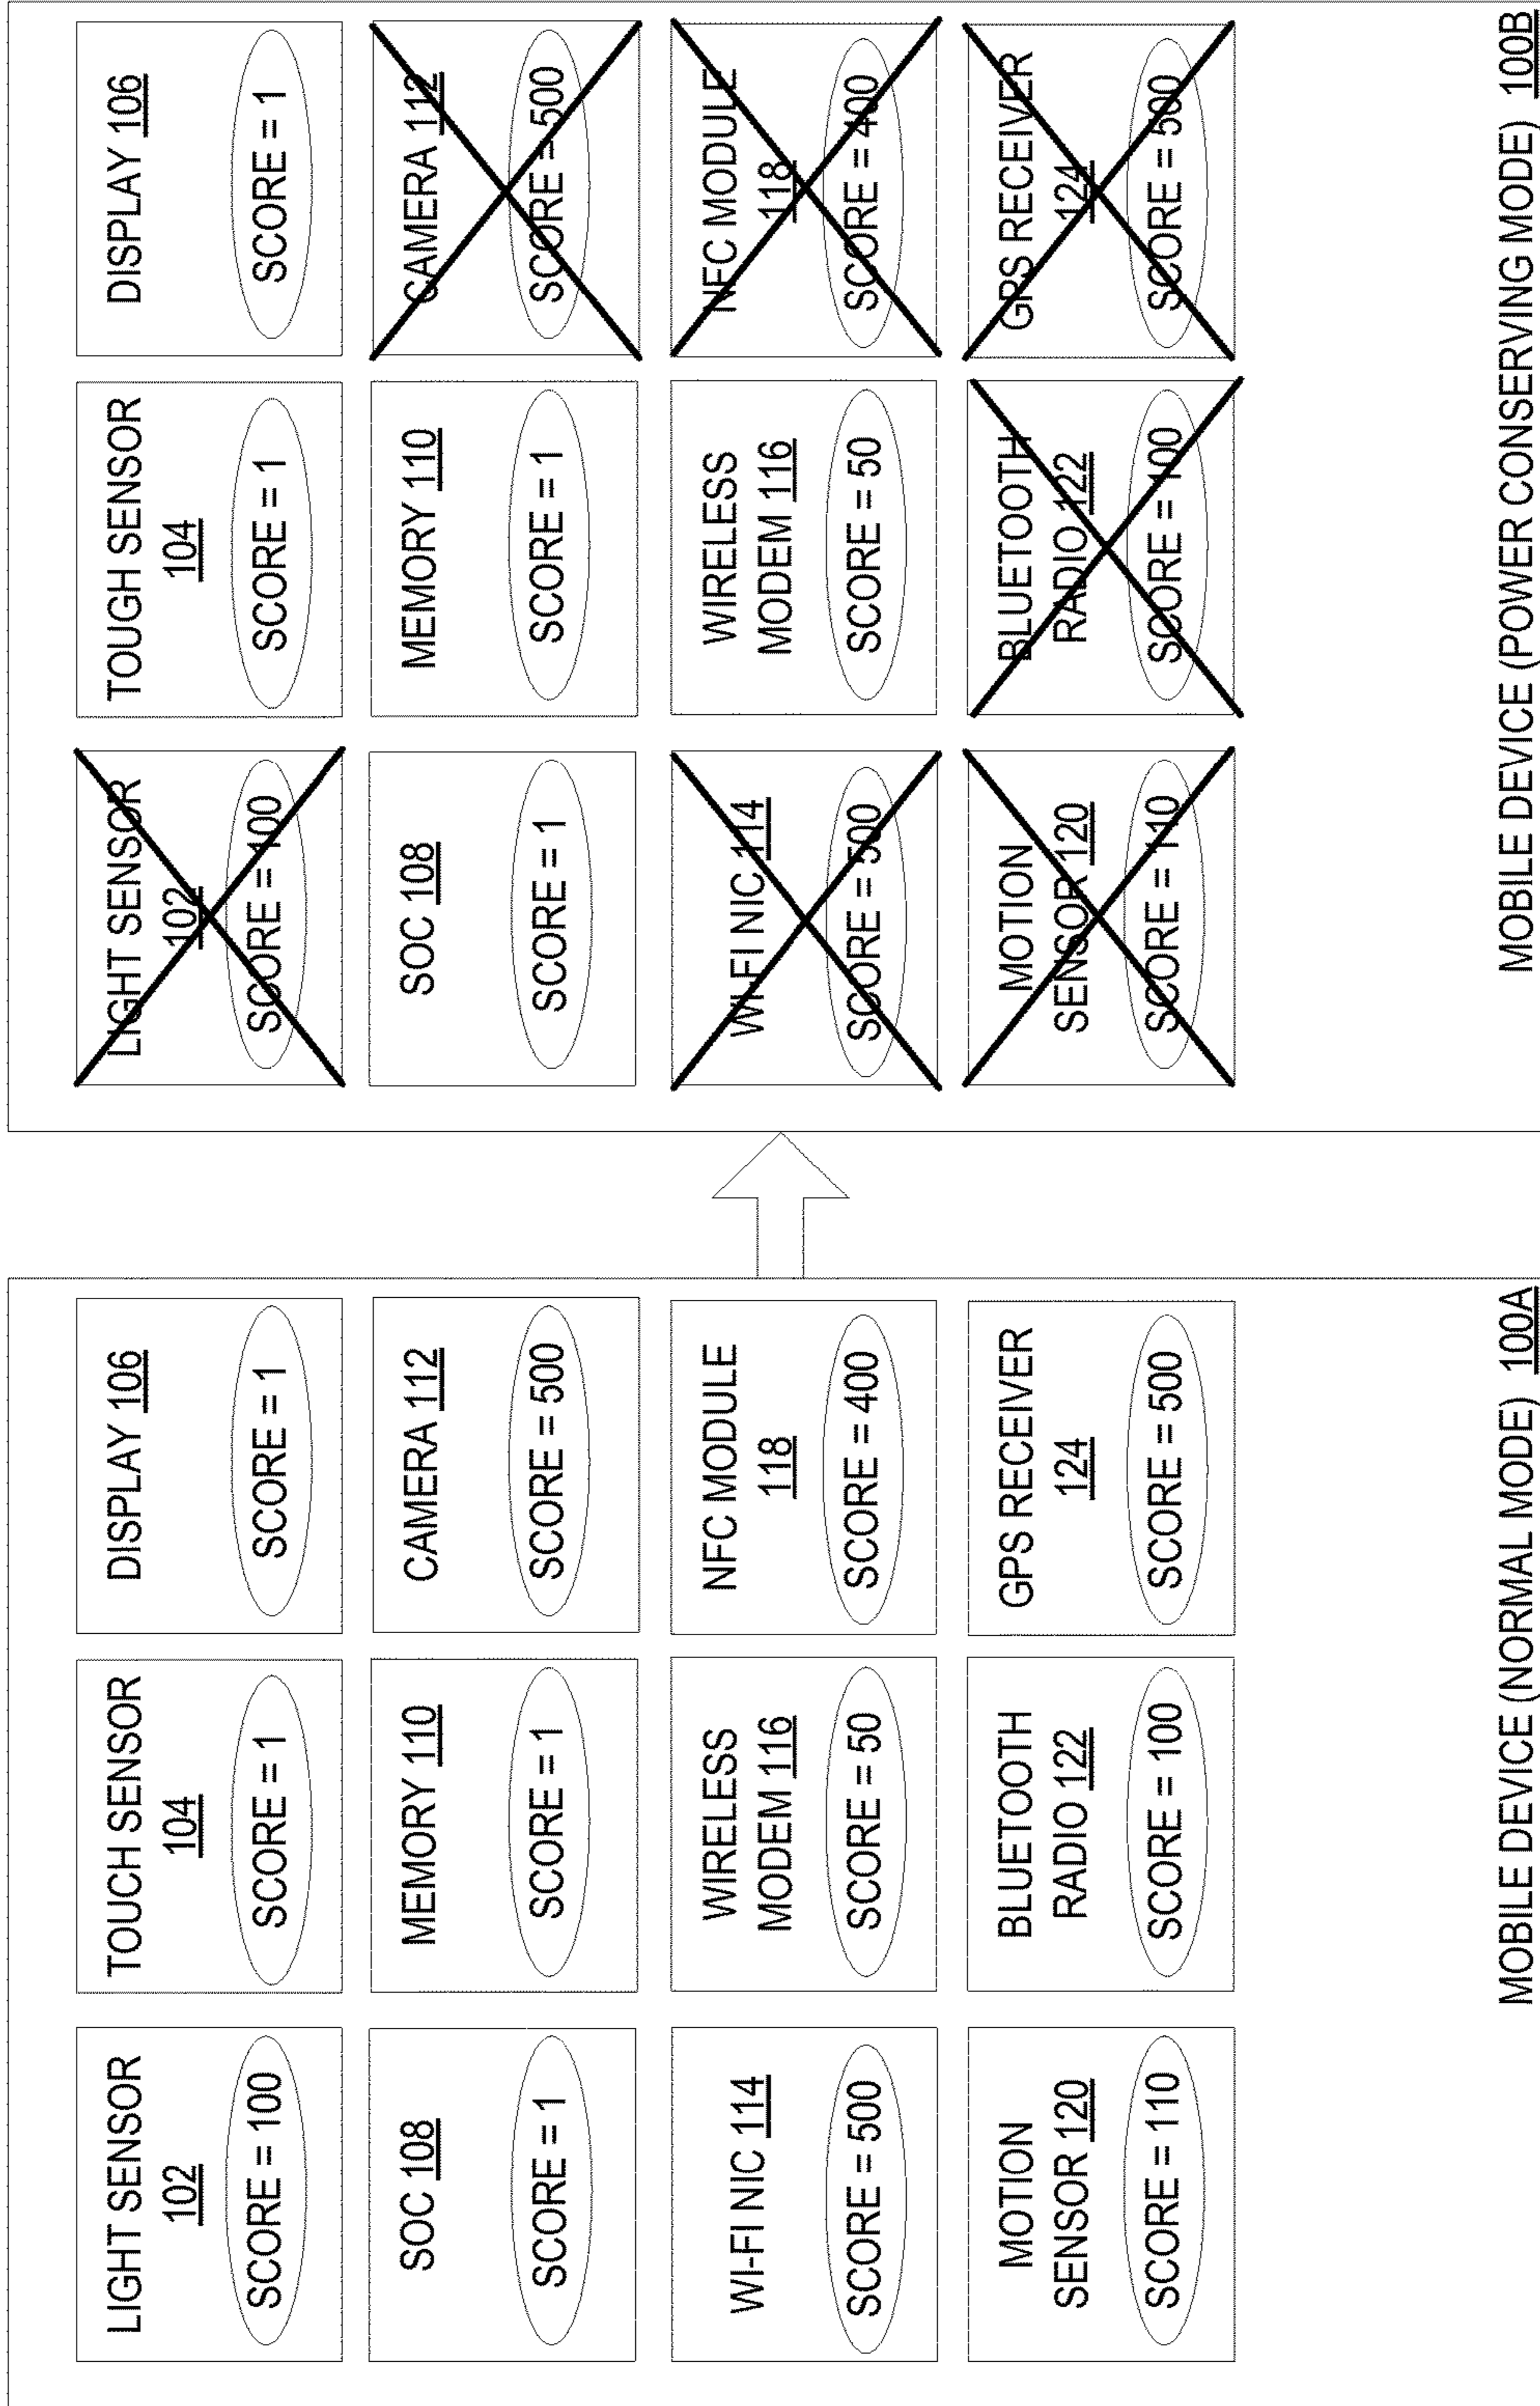 LIGHT SENSOR
102
SCORE = 100
TOUCH SENSOR
104
SCORE = 1
DISPLAY 106
SCORE = 1
SOC 108
SCORE = 1
MEMORY 110
SCORE = 1
CAMERA 112
SCORE = 500
WI-FI NIC 114
SCORE = 500
WIRELESS
MODEM 116
SCORE = 50
NFC MODULE
118
SCORE = 400
MOTION
SENSOR 120
SCORE = 110
BLUETOOTH
RADIO 122
SCORE = 100
GPS RECEIVER
124
SCORE = 500
MOBILE DEVICE (NORMAL MODE) 100A
LIGHT SENSOR
102
SCORE = 100
TOUGH SENSOR
104
SCORE = 1
DISPLAY 106
SCORE = 1
SOC 108
SCORE = 1
MEMORY 110
SCORE = 1
CAMERA 112
SCORE = 500
WI-FI NIC 114
SCORE = 500
WIRELESS
MODEM 116
SCORE = 50
NFC MODULE
118
SCORE = 400
MOTION
SENSOR 120
SCORE = 110
BLUETOOTH
RADIO 122
SCORE = 100
GPS RECEIVER
124
SCORE = 500
MOBILE DEVICE (POWER CONSERVING MODE) 100B